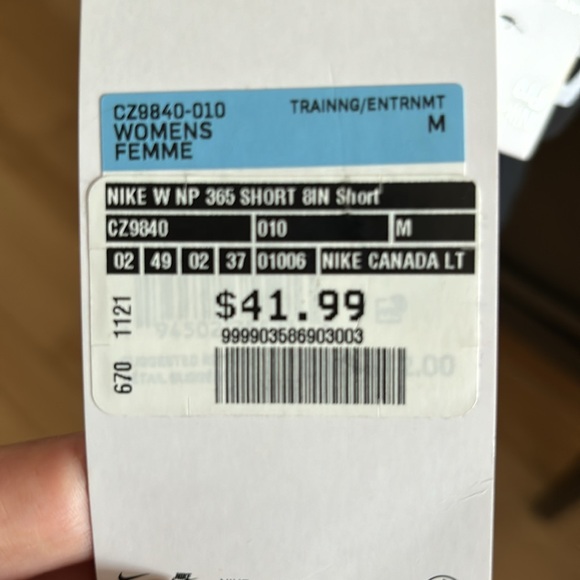 CZ9840-010 TRAINNG/ENTRNMT
WOMENS M
FEMME
NIKE W NP 365 SHORT 8IN Short
CZ9840 010 M
02 49 02 37 01006 NIKE CANADA LT
$41.99
999903586903003
670 1121